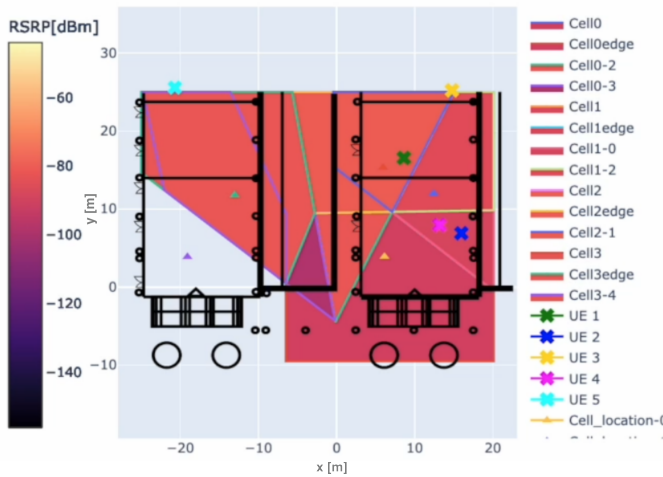 RSRP[dBm]
−60
−80
−100
−120
−140
30
20
10
0
−10
y [m]
−20
−10
0
10
20
x [m]
Cell0
Cell0edge
Cell0-2
Cell0-3
Cell1
Cell1edge
Cell1-0
Cell1-2
Cell2
Cell2edge
Cell2-1
Cell3
Cell3edge
Cell3-4
UE 1
UE 2
UE 3
UE 4
UE 5
Cell_location-0